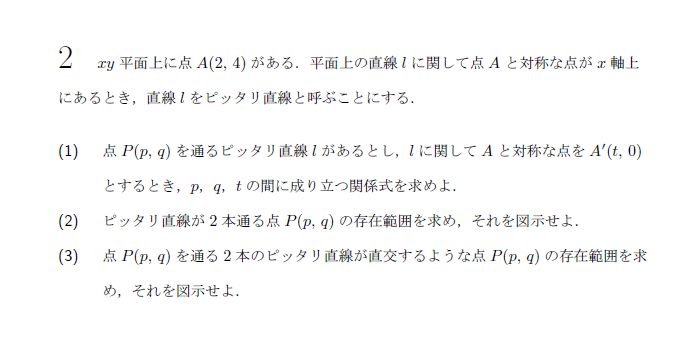 2 xy 平面上に点 A(2, 4) がある．平面上の直線 l に関して点 A と対称な点が x 軸上
にあるとき，直線 l をピッタリ直線と呼ぶことにする．
(1) 点 P(p, q) を通るピッタリ直線 l があるとし，l に関して A と対称な点を A′(t, 0)
とするとき，p，q，t の間に成り立つ関係式を求めよ．
(2) ピッタリ直線が 2 本通る点 P(p, q) の存在範囲を求め，それを図示せよ．
(3) 点 P(p, q) を通る 2 本のピッタリ直線が直交するような点 P(p, q) の存在範囲を求
め，それを図示せよ．